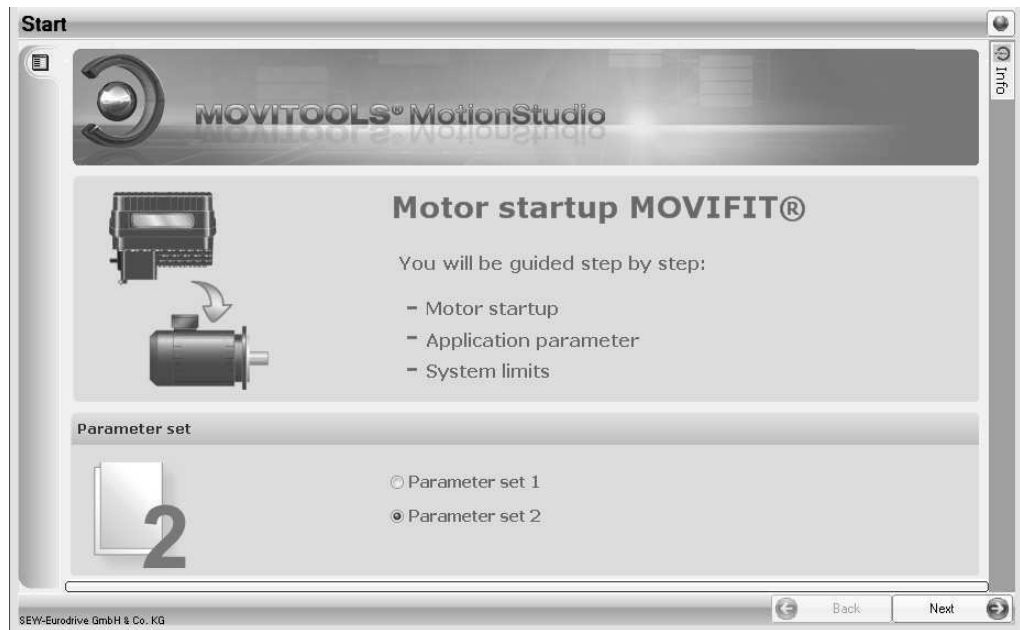 Start
Info
MOVITOOLS® MotionStudio
Motor startup MOVIFIT®
You will be guided step by step:
- Motor startup
- Application parameter
- System limits
Parameter set
2
Parameter set 1
Parameter set 2
Back
Next
SEW-Eurodrive GmbH & Co. KG